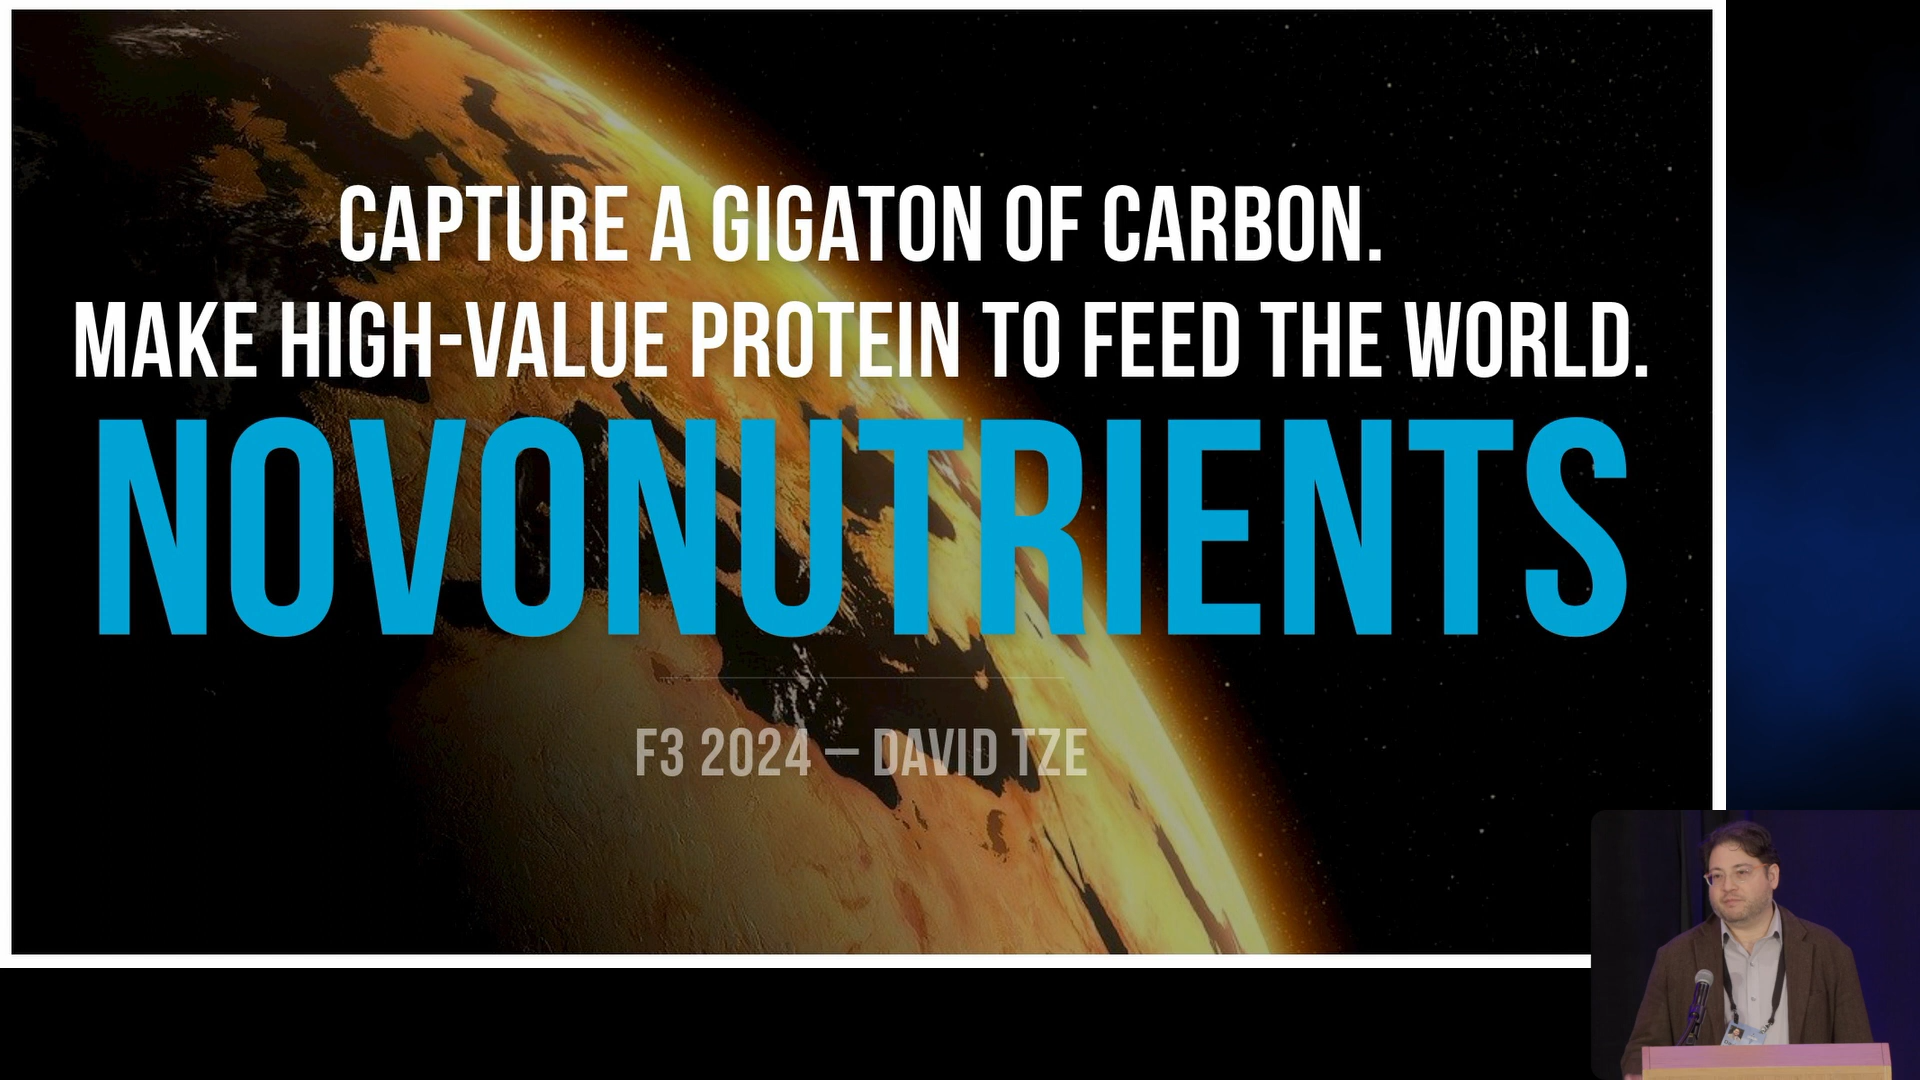 CAPTURE A GIGATON OF CARBON.
MAKE HIGH-VALUE PROTEIN TO FEED THE WORLD.
NOVONUTRIENTS
F3 2024 – DAVID TZE